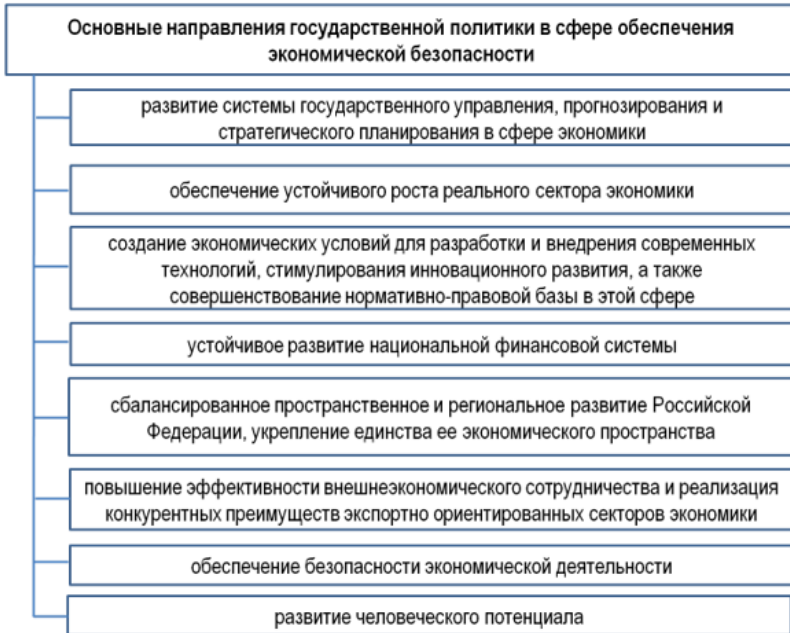 Основные направления государственной политики в сфере обеспечения
экономической безопасности
развитие системы государственного управления, прогнозирования и
стратегического планирования в сфере экономики
обеспечение устойчивого роста реального сектора экономики
создание экономических условий для разработки и внедрения современных
технологий, стимулирования инновационного развития, а также
совершенствование нормативно-правовой базы в этой сфере
устойчивое развитие национальной финансовой системы
сбалансированное пространственное и региональное развитие Российской
Федерации, укрепление единства ее экономического пространства
повышение эффективности внешнеэкономического сотрудничества и реализация
конкурентных преимуществ экспортно ориентированных секторов экономики
обеспечение безопасности экономической деятельности
развитие человеческого потенциала